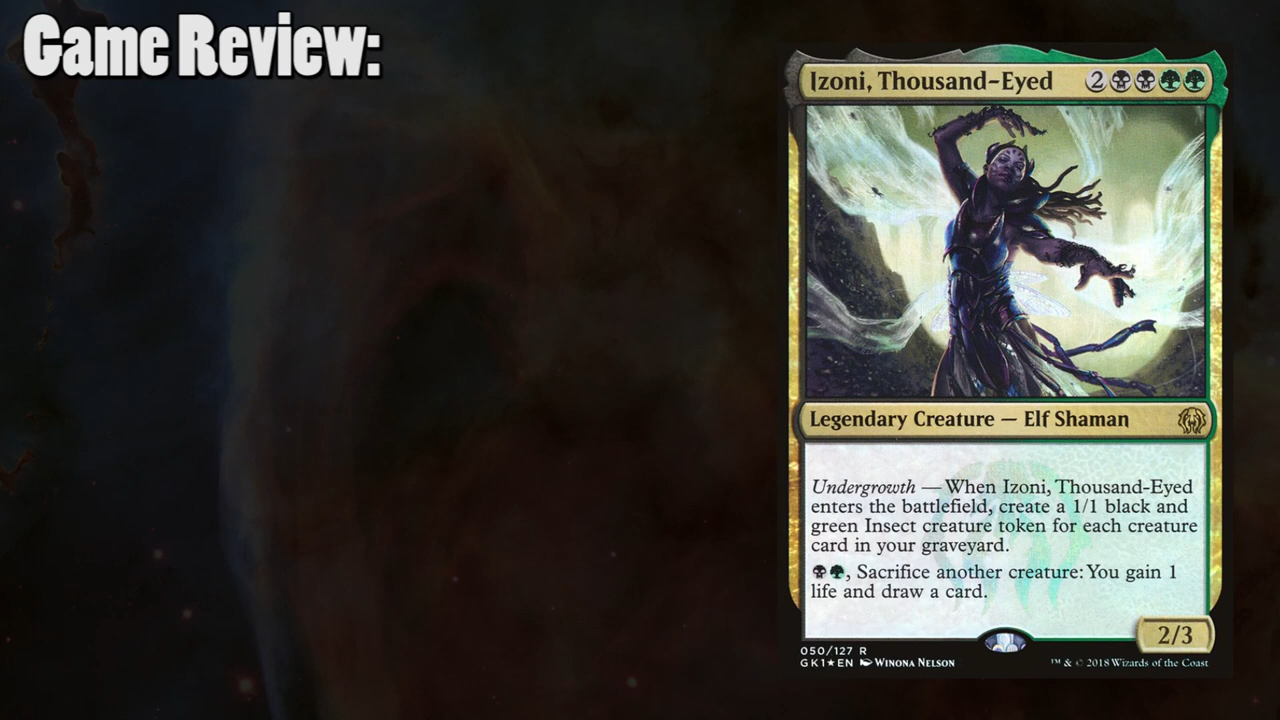 Game Review:
Izoni, Thousand-Eyed 2
Legendary Creature — Elf Shaman
Undergrowth — When Izoni, Thousand-Eyed
enters the battlefield, create a 1/1 black and
green Insect creature token for each creature
card in your graveyard.
, Sacrifice another creature: You gain 1
life and draw a card.
2/3
050/127 R
GK1★EN Winona Nelson
™ & © 2018 Wizards of the Coast